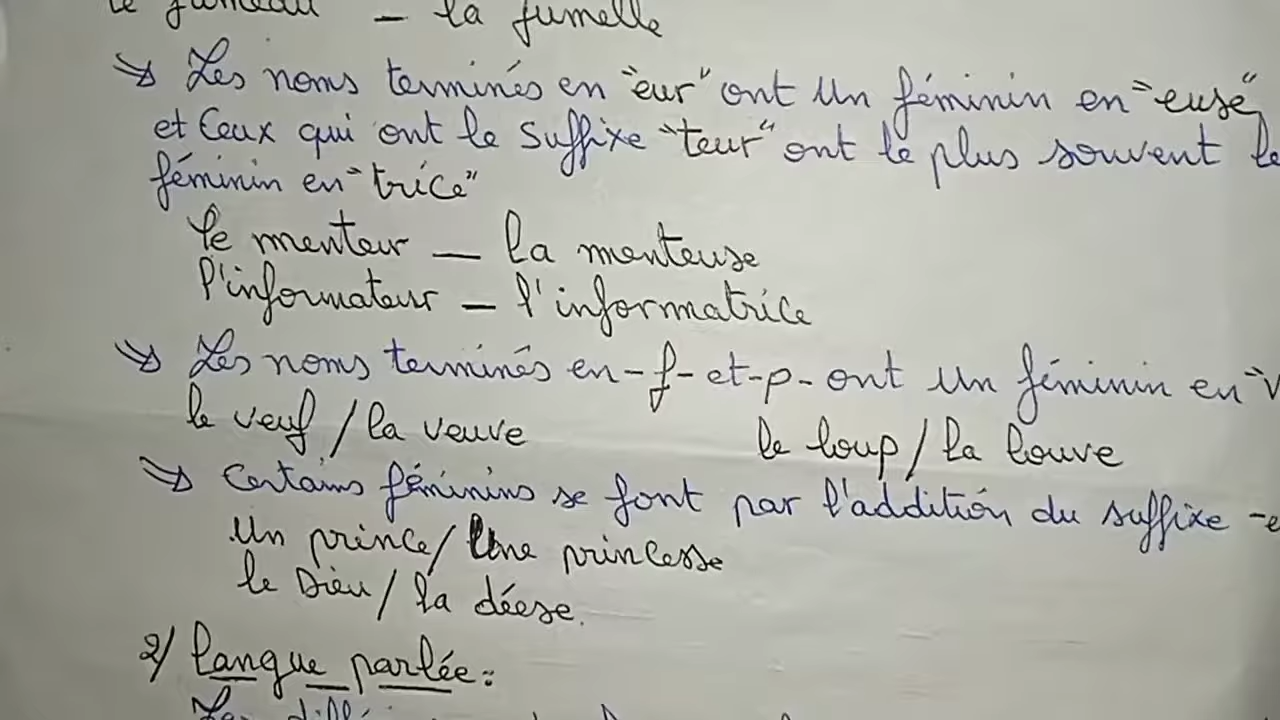 – la fumelle
Les noms terminés en "eur" ont un féminin en "euse"
et Ceux qui ont le suffixe "teur" ont le plus souvent le
féminin en "trice"
le menteur — la menteuse
l'informateur – l'informatrice
Les noms terminés en -f- et -p- ont un féminin en "v
le veuf / la veuve le loup / la louve
Certains féminins se font par l'addition du suffixe -e
Un prince / Une princesse
le Dieu / la déese.
2/ langue parlée :